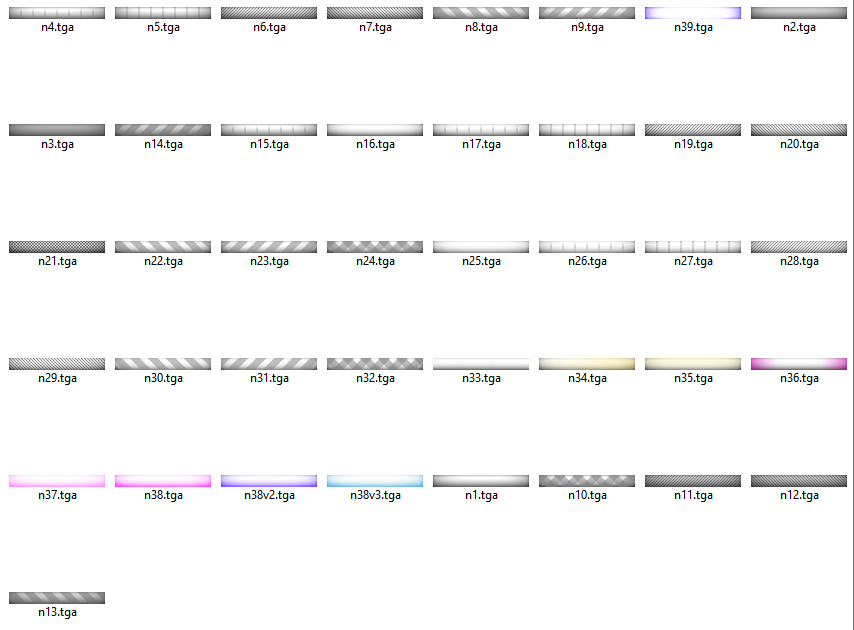 n4.tga n5.tga n6.tga n7.tga n8.tga n9.tga n39.tga n2.tga
n3.tga n14.tga n15.tga n16.tga n17.tga n18.tga n19.tga n20.tga
n21.tga n22.tga n23.tga n24.tga n25.tga n26.tga n27.tga n28.tga
n29.tga n30.tga n31.tga n32.tga n33.tga n34.tga n35.tga n36.tga
n37.tga n38.tga n38v2.tga n38v3.tga n1.tga n10.tga n11.tga n12.tga
n13.tga